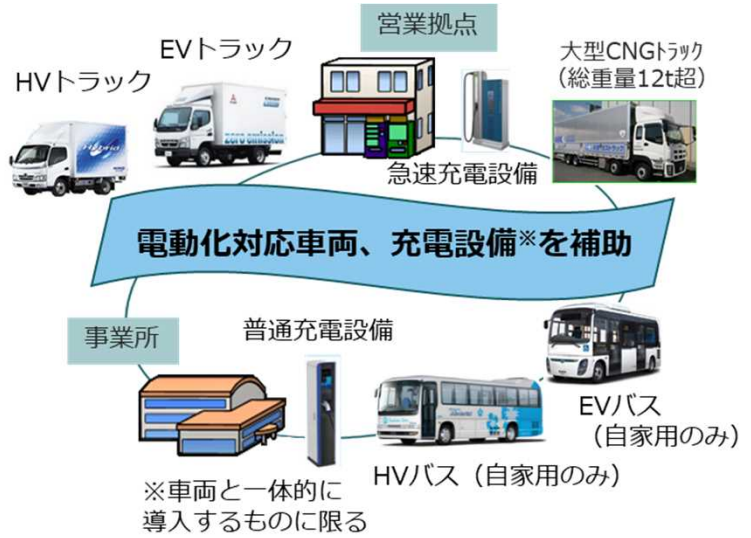 営業拠点
EVトラック
HVトラック
大型CNGトラック
（総重量12t超）
Hybrid
zero emission
急速充電設備
電動化対応車両、充電設備※を補助
事業所
普通充電設備
EVバス
（自家用のみ）
HVバス（自家用のみ）
※車両と一体的に
導入するものに限る